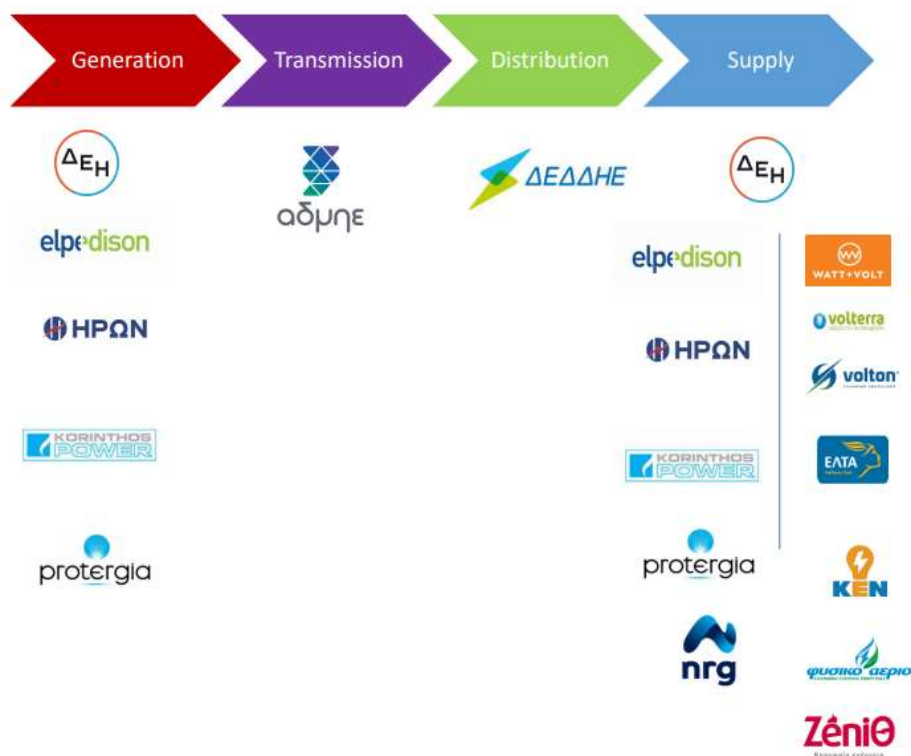 Generation
Transmission
Distribution
Supply
ΔΕΗ
elpedison
ΗΡΩΝ
KORINTHOS
POWER
protergia
αδμηε
ΔΕΔΔΗΕ
ΔΕΗ
elpedison
ΗΡΩΝ
KORINTHOS
POWER
protergia
nrg
WATT+VOLT
volterra
volton
ΕΛΤΑ
KEN
φυσικό αέριο
ZéniΘ